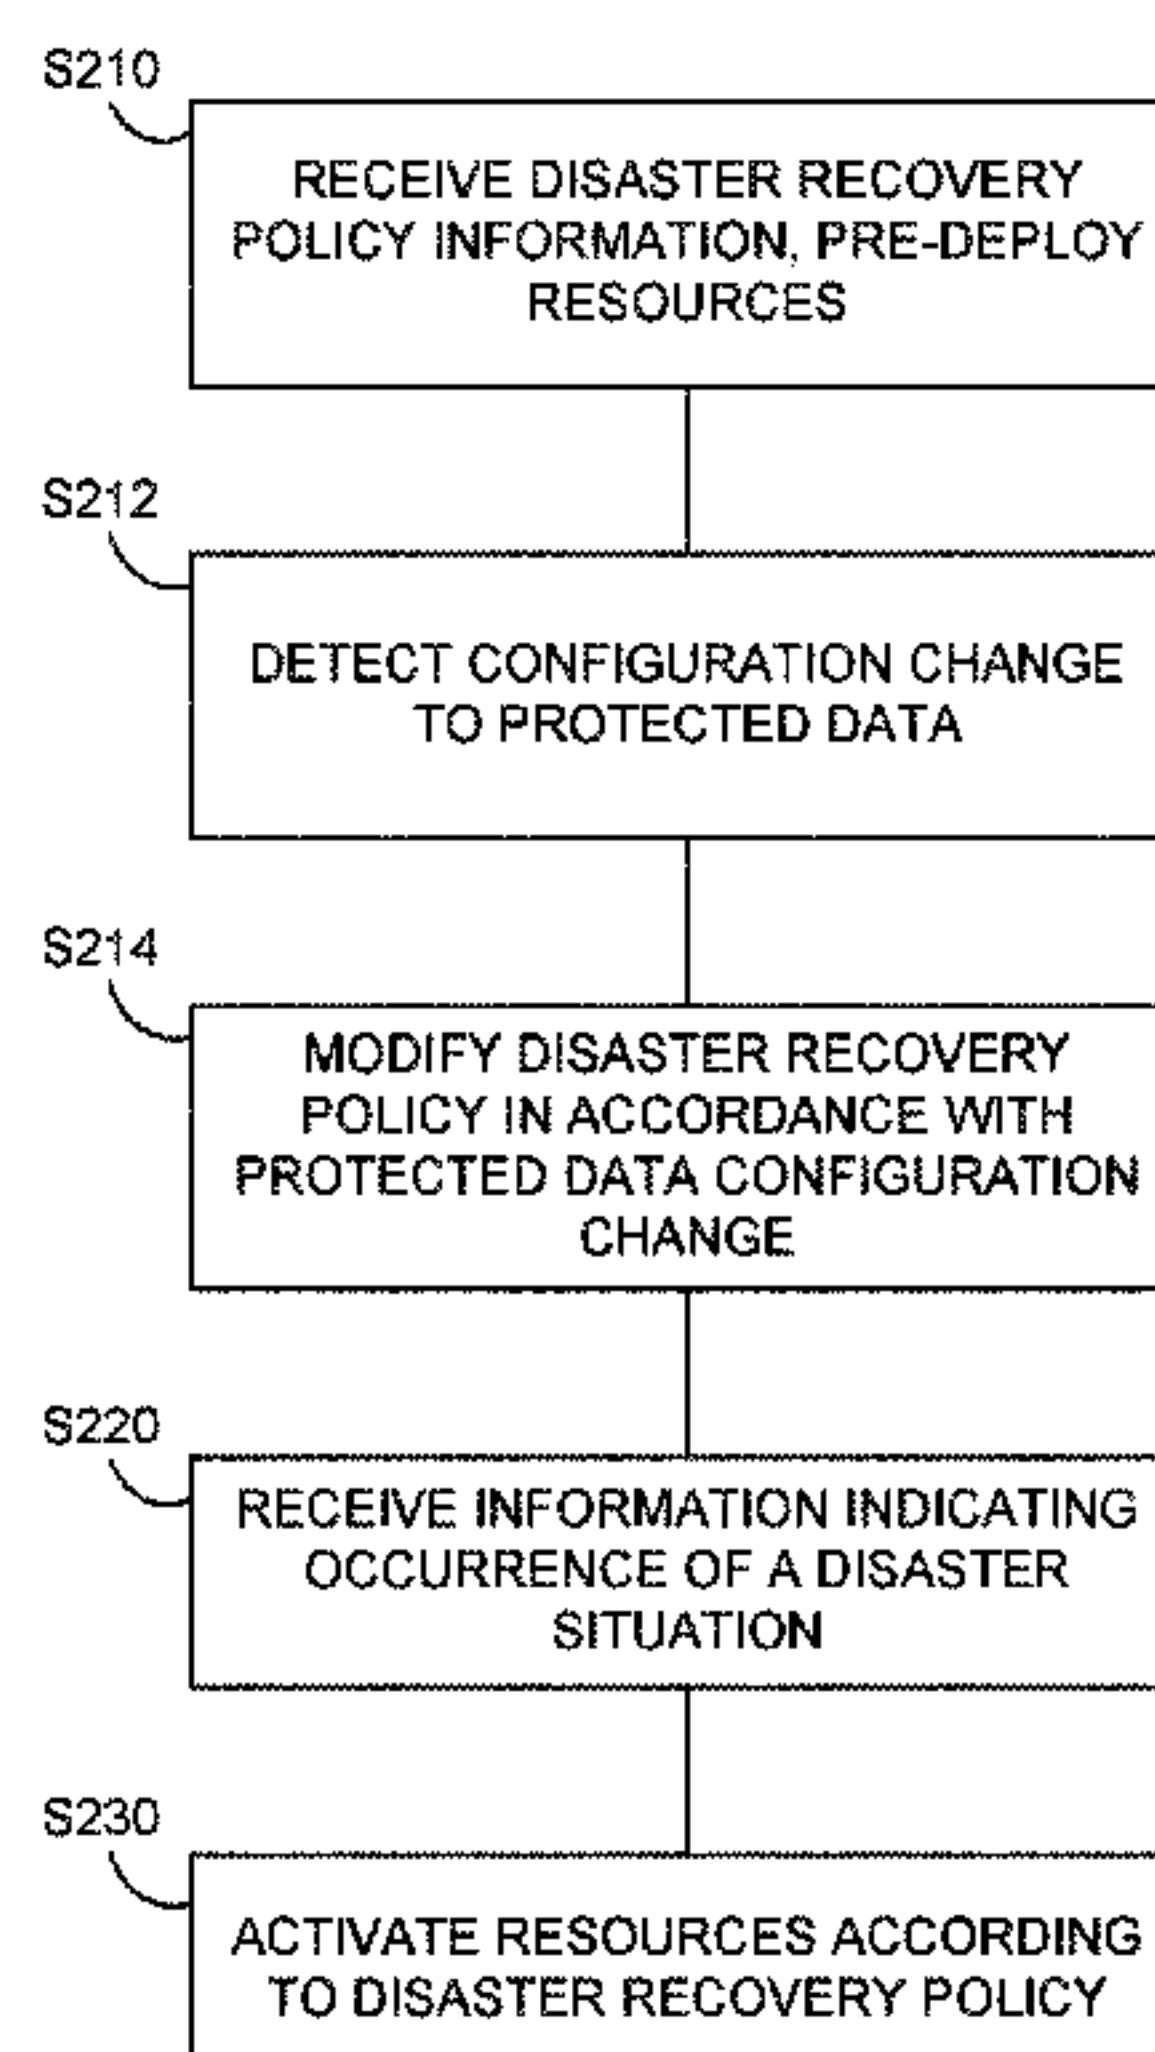 S210
RECEIVE DISASTER RECOVERY
POLICY INFORMATION, PRE-DEPLOY
RESOURCES
S212
DETECT CONFIGURATION CHANGE
TO PROTECTED DATA
S214
MODIFY DISASTER RECOVERY
POLICY IN ACCORDANCE WITH
PROTECTED DATA CONFIGURATION
CHANGE
S220
RECEIVE INFORMATION INDICATING
OCCURRENCE OF A DISASTER
SITUATION
S230
ACTIVATE RESOURCES ACCORDING
TO DISASTER RECOVERY POLICY